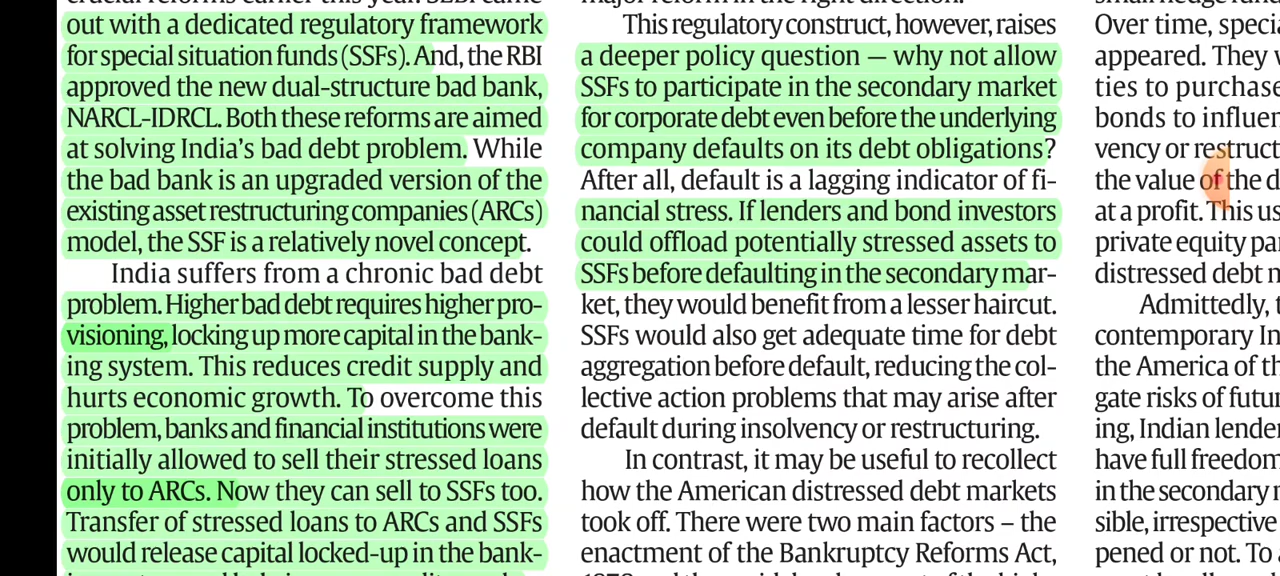 out with a dedicated regulatory framework
for special situation funds (SSFs). And, the RBI
approved the new dual-structure bad bank,
NARCL-IDRCL. Both these reforms are aimed
at solving India's bad debt problem. While
the bad bank is an upgraded version of the
existing asset restructuring companies (ARCs)
model, the SSF is a relatively novel concept.
India suffers from a chronic bad debt
problem. Higher bad debt requires higher pro-
visioning, locking up more capital in the bank-
ing system. This reduces credit supply and
hurts economic growth. To overcome this
problem, banks and financial institutions were
initially allowed to sell their stressed loans
only to ARCs. Now they can sell to SSFs too.
Transfer of stressed loans to ARCs and SSFs
would release capital locked-up in the bank-
This regulatory construct, however, raises
a deeper policy question — why not allow
SSFs to participate in the secondary market
for corporate debt even before the underlying
company defaults on its debt obligations?
After all, default is a lagging indicator of fi-
nancial stress. If lenders and bond investors
could offload potentially stressed assets to
SSFs before defaulting in the secondary mar-
ket, they would benefit from a lesser haircut.
SSFs would also get adequate time for debt
aggregation before default, reducing the col-
lective action problems that may arise after
default during insolvency or restructuring.
In contrast, it may be useful to recollect
how the American distressed debt markets
took off. There were two main factors – the
enactment of the Bankruptcy Reforms Act,
Over time, specia
appeared. They
ties to purchase
bonds to influen
vency or restruct
the value of the d
at a profit. This us
private equity par
distressed debt
Admittedly,
contemporary In
the America of th
gate risks of futur
ing, Indian lende
have full freedom
in the secondary
sible, irrespective
pened or not. To